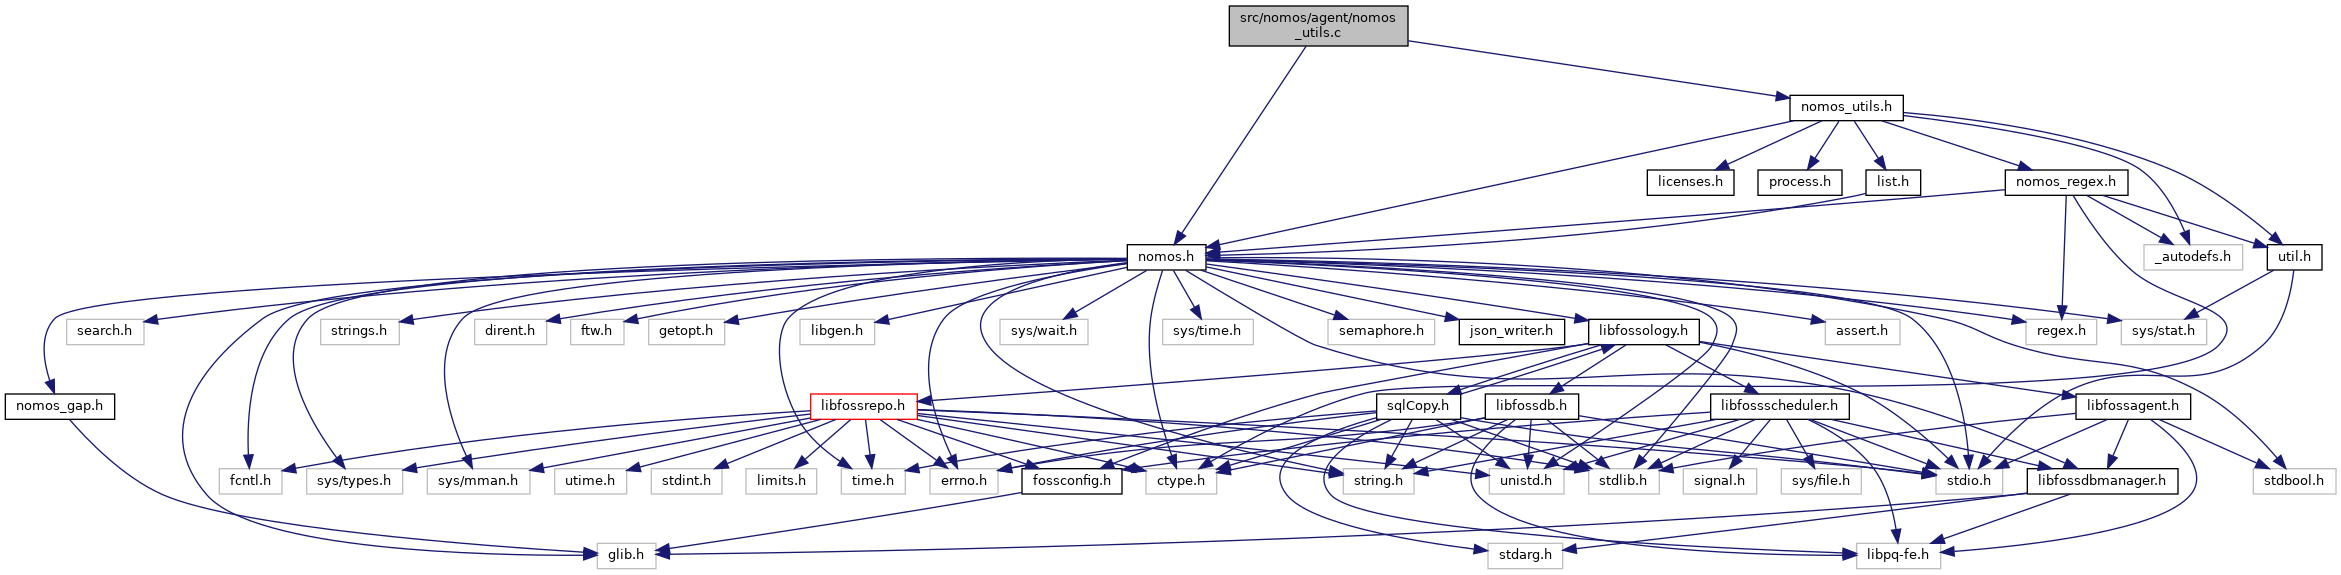 src/nomos/agent/nomos
_utils.c
nomos_utils.h
licenses.h
process.h
list.h
nomos_regex.h
nomos.h
_autodefs.h
util.h
search.h
strings.h
dirent.h
ftw.h
getopt.h
libgen.h
sys/wait.h
sys/time.h
semaphore.h
json_writer.h
libfossology.h
assert.h
regex.h
sys/stat.h
nomos_gap.h
libfossrepo.h
sqlCopy.h
libfossdb.h
libfossscheduler.h
libfossagent.h
fcntl.h
sys/types.h
sys/mman.h
utime.h
stdint.h
limits.h
time.h
errno.h
fossconfig.h
ctype.h
string.h
unistd.h
stdlib.h
signal.h
sys/file.h
stdio.h
libfossdbmanager.h
stdbool.h
glib.h
stdarg.h
libpq-fe.h